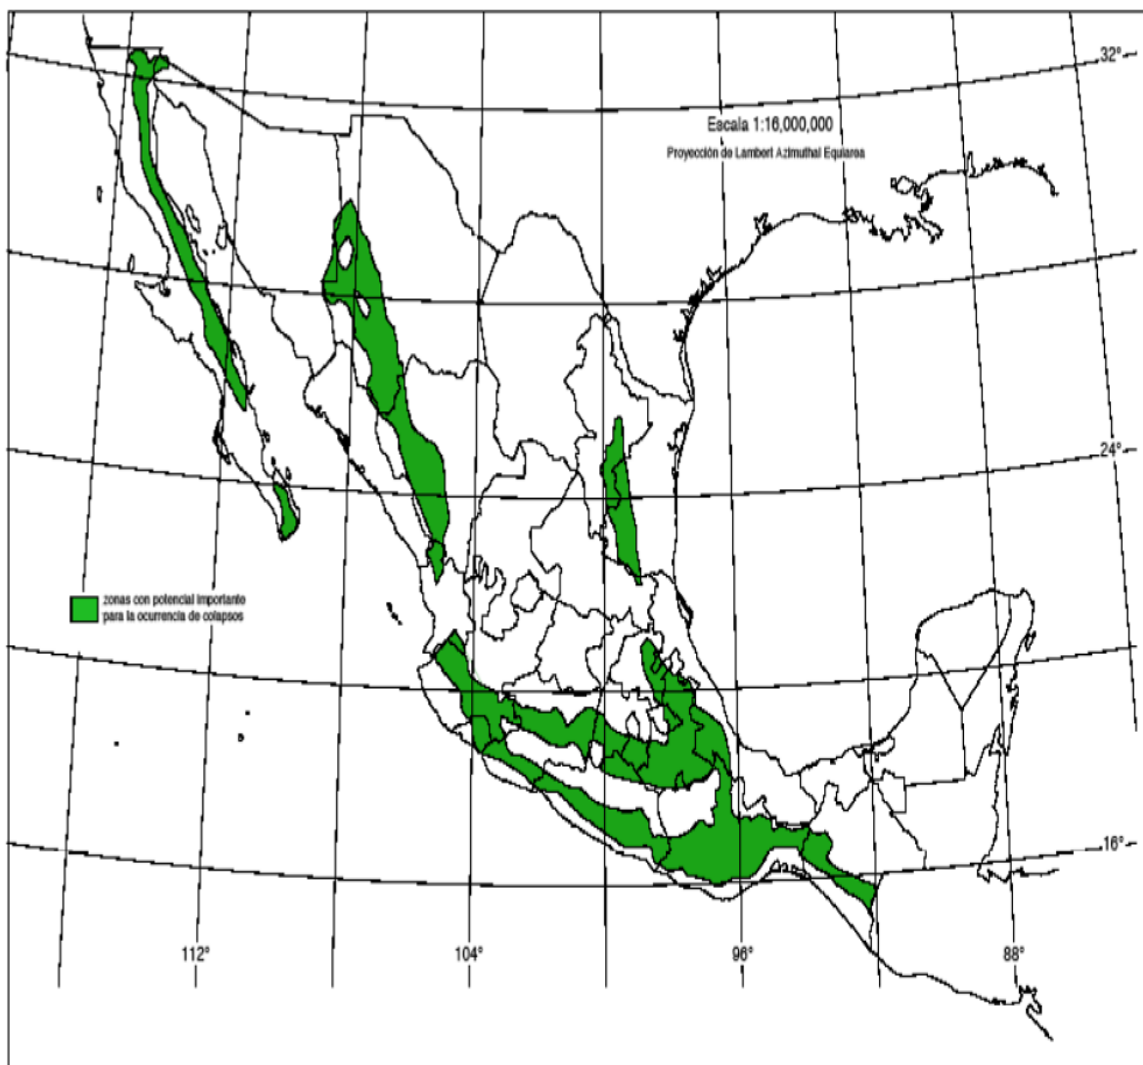 32°
Escala 1:16,000,000
Proyección de Lambert Azimuthal Equiarea
24°
zonas con potencial importante
para la ocurrencia de colapsos
16°
112°
104°
96°
88°